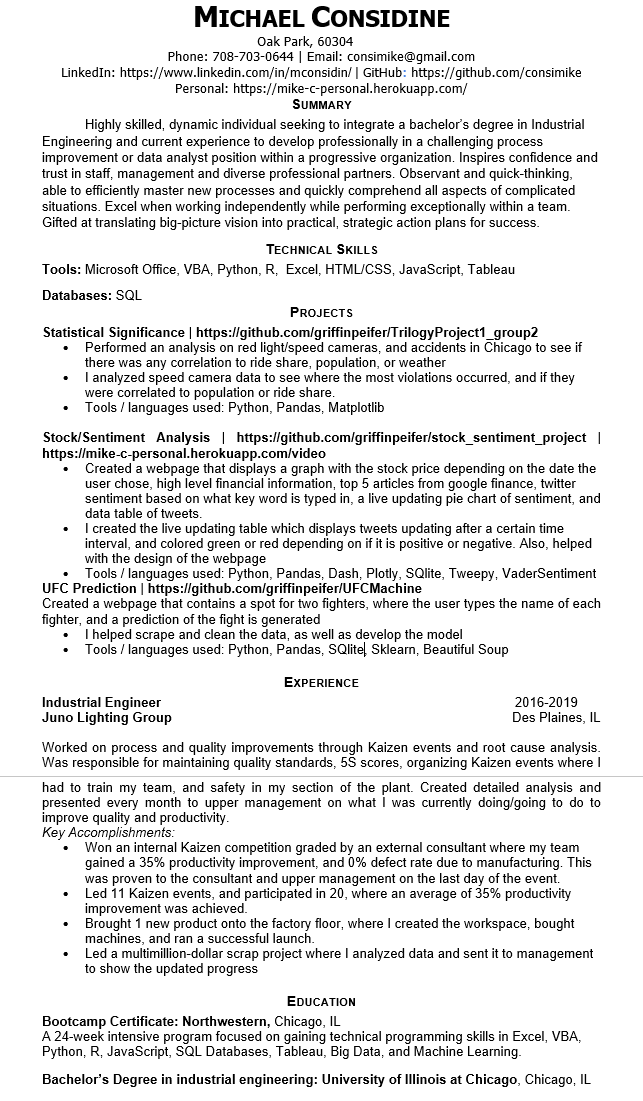 MICHAEL CONSIDINE
Oak Park, 60304
Phone: 708-703-0644 | Email: consimike@gmail.com
LinkedIn: https://www.linkedin.com/in/mconsidin/ | GitHub: https://github.com/consimike
Personal: https://mike-c-personal.herokuapp.com/
SUMMARY
Highly skilled, dynamic individual seeking to integrate a bachelor's degree in Industrial
Engineering and current experience to develop professionally in a challenging process
improvement or data analyst position within a progressive organization. Inspires confidence and
trust in staff, management and diverse professional partners. Observant and quick-thinking,
able to efficiently master new processes and quickly comprehend all aspects of complicated
situations. Excel when working independently while performing exceptionally within a team.
Gifted at translating big-picture vision into practical, strategic action plans for success.
TECHNICAL SKILLS
Tools: Microsoft Office, VBA, Python, R,  Excel, HTML/CSS, JavaScript, Tableau
Databases: SQL
PROJECTS
Statistical Significance | https://github.com/griffinpeifer/TrilogyProject1_group2
• Performed an analysis on red light/speed cameras, and accidents in Chicago to see if
there was any correlation to ride share, population, or weather
• I analyzed speed camera data to see where the most violations occurred, and if they
were correlated to population or ride share.
• Tools / languages used: Python, Pandas, Matplotlib
Stock/Sentiment Analysis | https://github.com/griffinpeifer/stock_sentiment_project |
https://mike-c-personal.herokuapp.com/video
• Created a webpage that displays a graph with the stock price depending on the date the
user chose, high level financial information, top 5 articles from google finance, twitter
sentiment based on what key word is typed in, a live updating pie chart of sentiment, and
data table of tweets.
• I created the live updating table which displays tweets updating after a certain time
interval, and colored green or red depending on if it is positive or negative. Also, helped
with the design of the webpage
• Tools / languages used: Python, Pandas, Dash, Plotly, SQlite, Tweepy, VaderSentiment
UFC Prediction | https://github.com/griffinpeifer/UFCMachine
Created a webpage that contains a spot for two fighters, where the user types the name of each
fighter, and a prediction of the fight is generated
• I helped scrape and clean the data, as well as develop the model
• Tools / languages used: Python, Pandas, SQlite, Sklearn, Beautiful Soup
EXPERIENCE
Industrial Engineer 2016-2019
Juno Lighting Group Des Plaines, IL
Worked on process and quality improvements through Kaizen events and root cause analysis.
Was responsible for maintaining quality standards, 5S scores, organizing Kaizen events where I
had to train my team, and safety in my section of the plant. Created detailed analysis and
presented every month to upper management on what I was currently doing/going to do to
improve quality and productivity.
Key Accomplishments:
• Won an internal Kaizen competition graded by an external consultant where my team
gained a 35% productivity improvement, and 0% defect rate due to manufacturing. This
was proven to the consultant and upper management on the last day of the event.
• Led 11 Kaizen events, and participated in 20, where an average of 35% productivity
improvement was achieved.
• Brought 1 new product onto the factory floor, where I created the workspace, bought
machines, and ran a successful launch.
• Led a multimillion-dollar scrap project where I analyzed data and sent it to management
to show the updated progress
EDUCATION
Bootcamp Certificate: Northwestern, Chicago, IL
A 24-week intensive program focused on gaining technical programming skills in Excel, VBA,
Python, R, JavaScript, SQL Databases, Tableau, Big Data, and Machine Learning.
Bachelor's Degree in industrial engineering: University of Illinois at Chicago, Chicago, IL